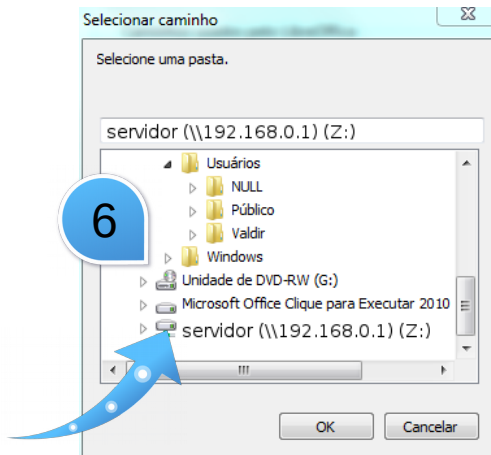 Selecionar caminho
Selecione uma pasta.
servidor (\\192.168.0.1) (Z:)
Usuários
NULL
Público
Valdir
6
Windows
Unidade de DVD-RW (G:)
Microsoft Office Clique para Executar 2010
servidor (\\192.168.0.1) (Z:)
OK
Cancelar